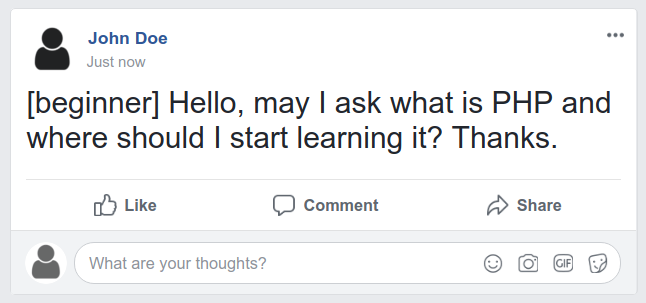 John Doe
Just now
[beginner] Hello, may I ask what is PHP and
where should I start learning it? Thanks.
Like Comment Share
What are your thoughts? GIF